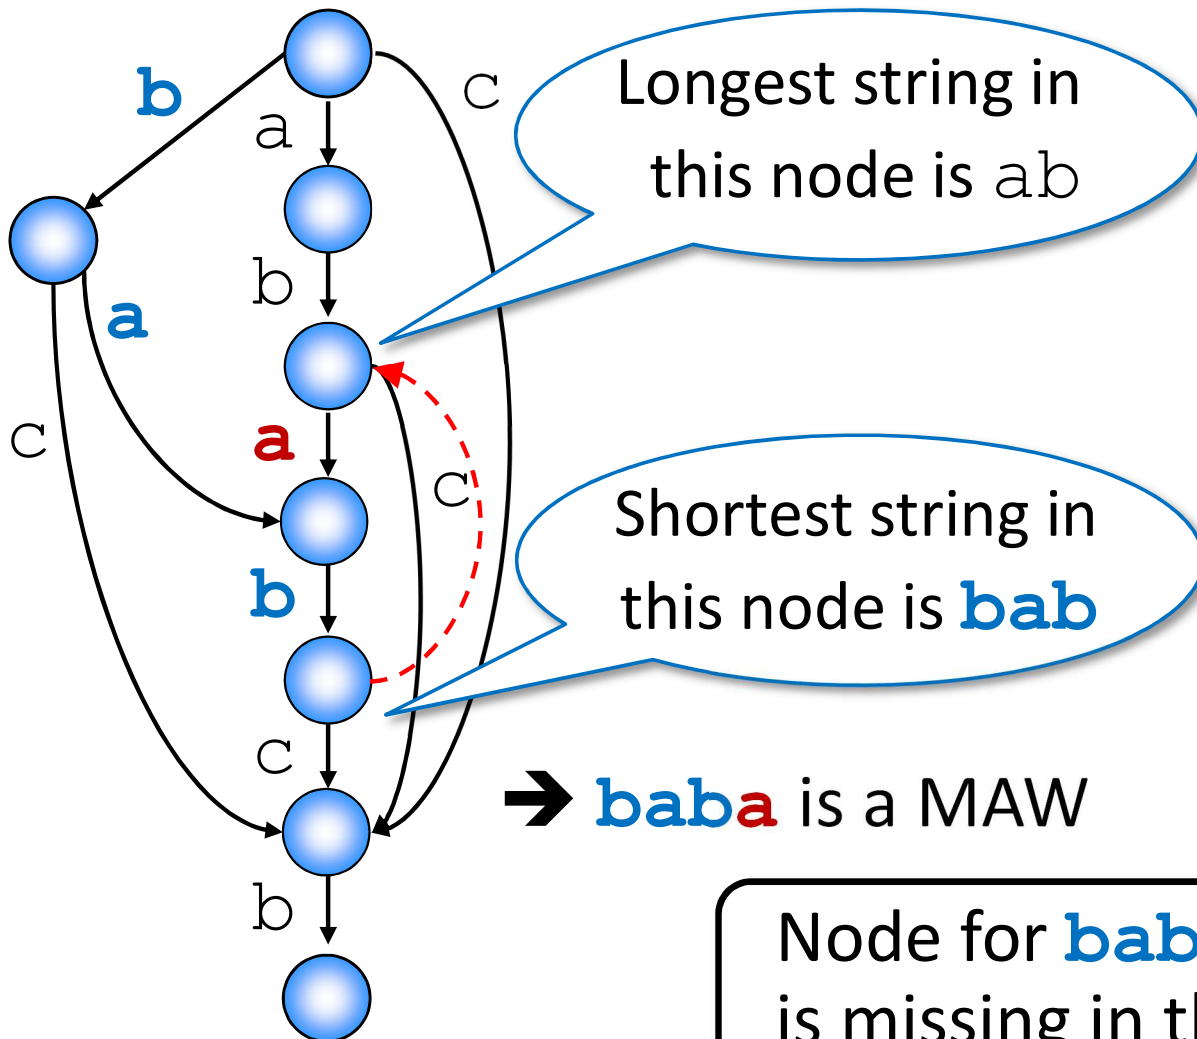 b
a
c
Longest string in
this node is ab
b
a
a
c
c
Shortest string in
this node is bab
b
c
➔ baba is a MAW
b
Node for bab
is missing in th